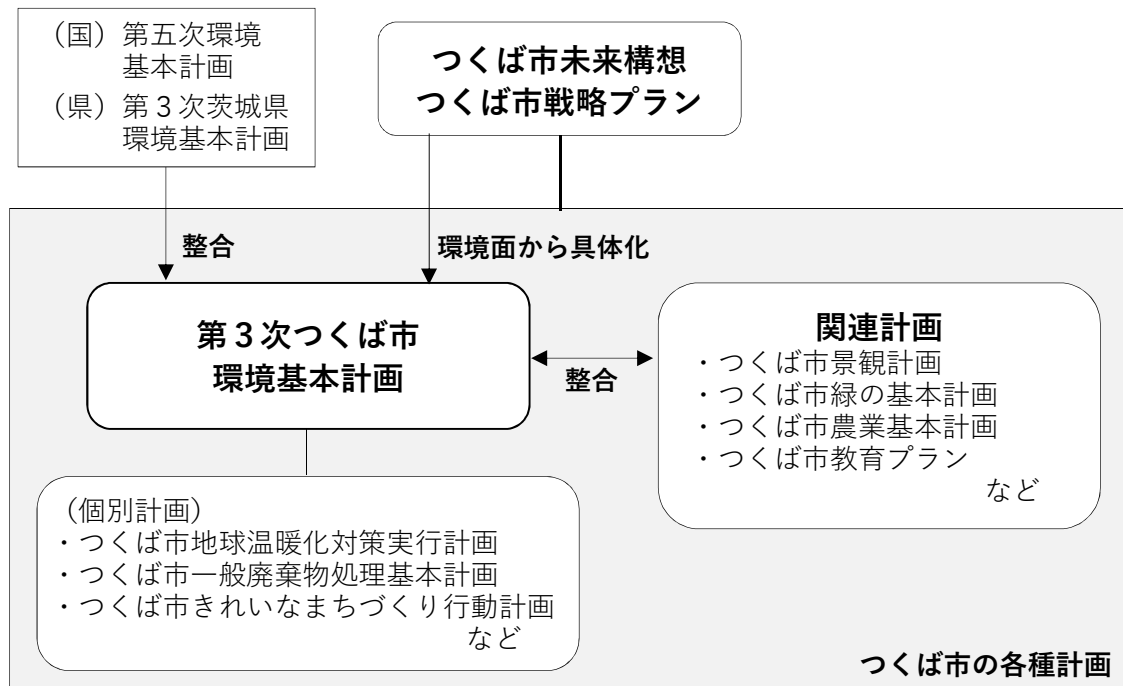 （国）第五次環境
基本計画
（県）第３次茨城県
環境基本計画
つくば市未来構想
つくば市戦略プラン
整合
環境面から具体化
第３次つくば市
環境基本計画
整合
関連計画
・つくば市景観計画
・つくば市緑の基本計画
・つくば市農業基本計画
・つくば市教育プラン
など
（個別計画）
・つくば市地球温暖化対策実行計画
・つくば市一般廃棄物処理基本計画
・つくば市きれいなまちづくり行動計画
など
つくば市の各種計画